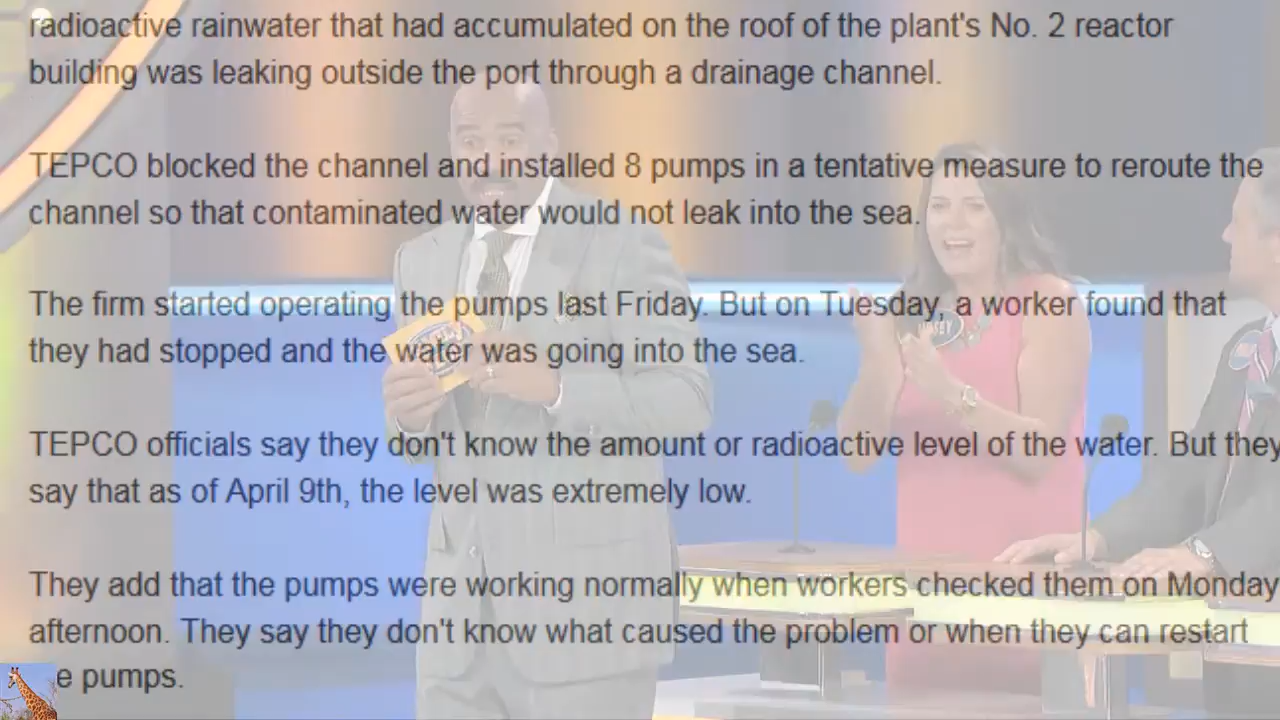 radioactive rainwater that had accumulated on the roof of the plant's No. 2 reactor
building was leaking outside the port through a drainage channel.
TEPCO blocked the channel and installed 8 pumps in a tentative measure to reroute the
channel so that contaminated water would not leak into the sea.
The firm started operating the pumps last Friday. But on Tuesday, a worker found that
they had stopped and the water was going into the sea.
TEPCO officials say they don't know the amount or radioactive level of the water. But they
say that as of April 9th, the level was extremely low.
They add that the pumps were working normally when workers checked them on Monday
afternoon. They say they don't know what caused the problem or when they can restart
e pumps.